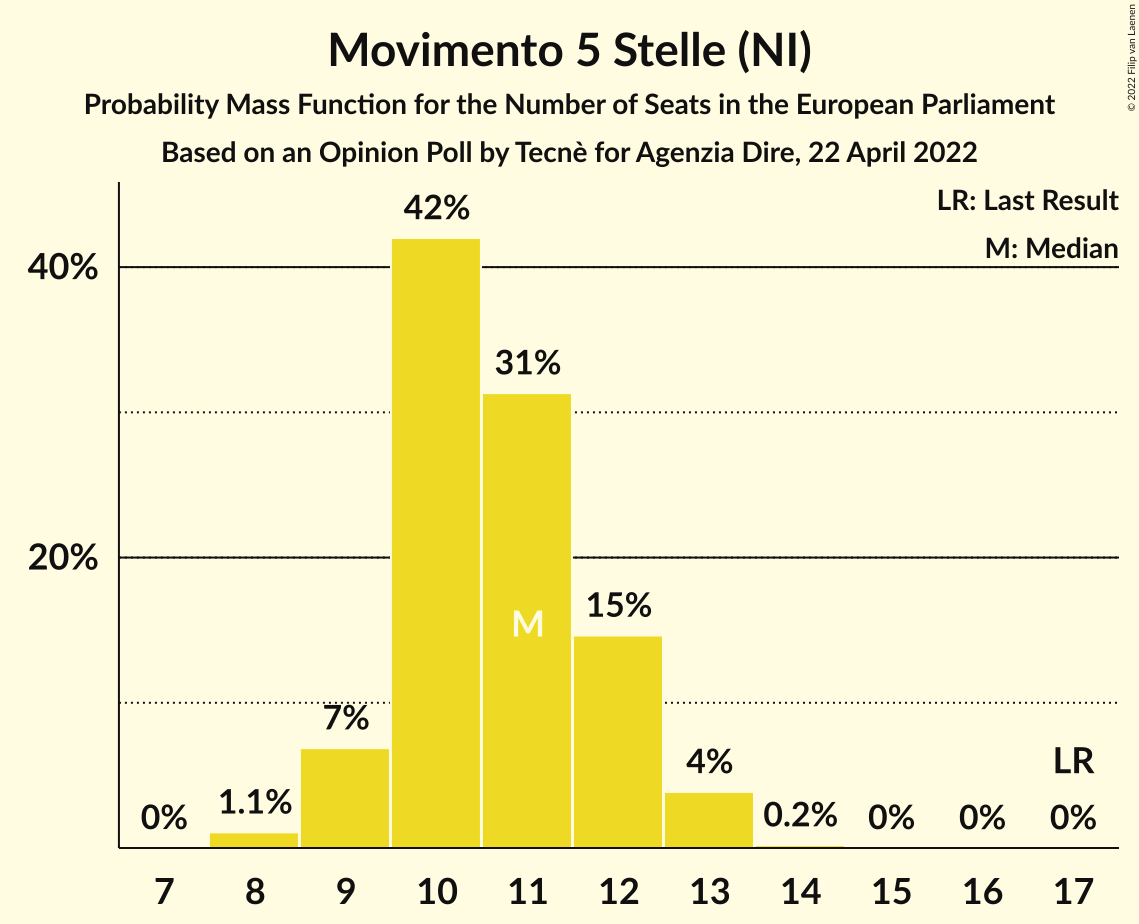 Movimento 5 Stelle (NI)
Probability Mass Function for the Number of Seats in the European Parliament
Based on an Opinion Poll by Tecnè for Agenzia Dire, 22 April 2022
© 2022 Filip van Laenen
LR: Last Result
M: Median
40%
20%
0%
1.1%
7%
42%
31%
M
15%
4%
0.2%
0%
0%
LR
0%
7 8 9 10 11 12 13 14 15 16 17